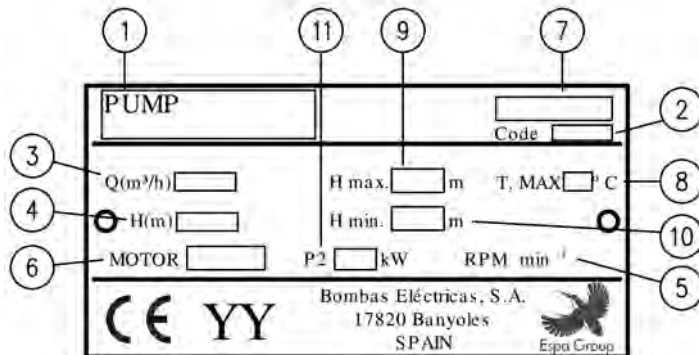 1 11 9 7
PUMP
Code 2
3 Q(m³/h) H max. m T, MAX º C 8
4 H(m) H min. m 10
6 MOTOR P2 kW RPM min⁻¹ 5
CE YY Bombas Eléctricas, S.A.
17820 Banyoles
SPAIN
Espa Group